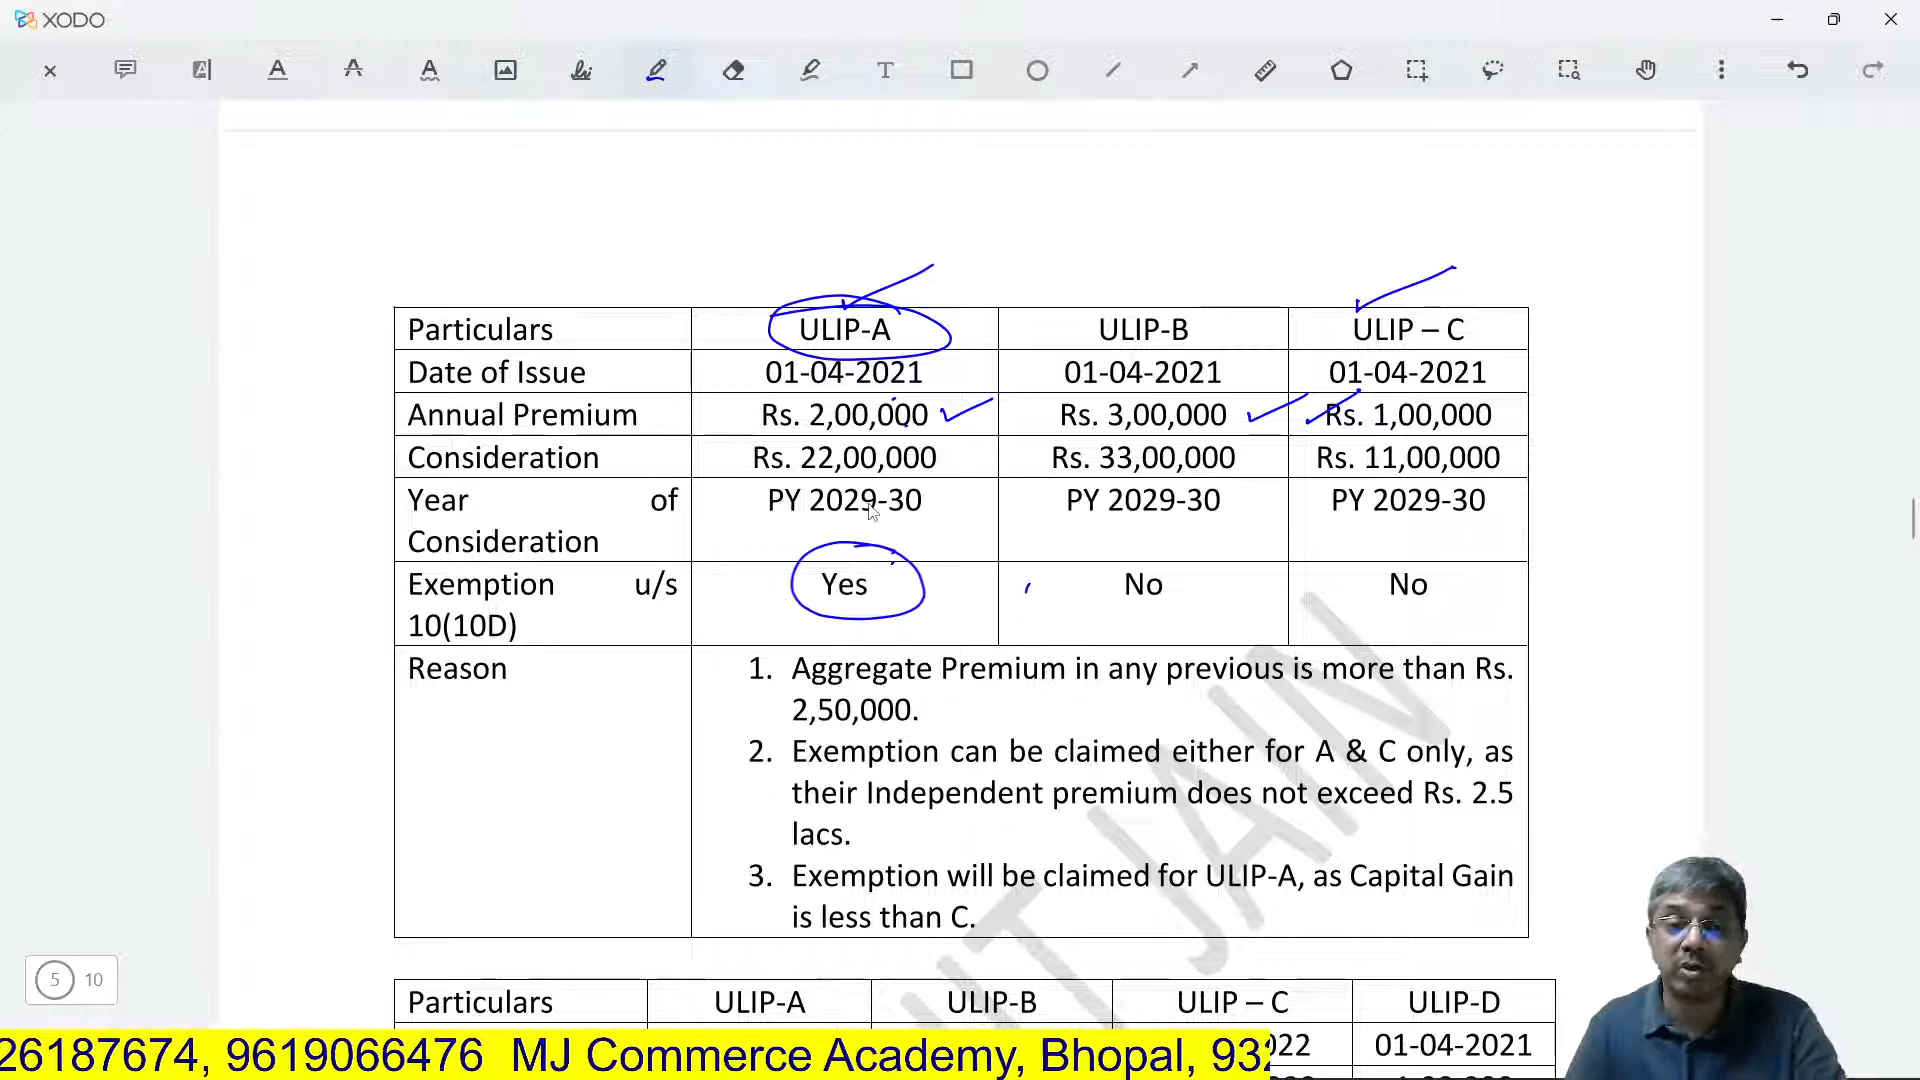 XODO
Particulars ULIP-A ULIP-B ULIP – C
Date of Issue 01-04-2021 01-04-2021 01-04-2021
Annual Premium Rs. 2,00,000 Rs. 3,00,000 Rs. 1,00,000
Consideration Rs. 22,00,000 Rs. 33,00,000 Rs. 11,00,000
Year of PY 2029-30 PY 2029-30 PY 2029-30
Consideration
Exemption u/s Yes No No
10(10D)
Reason 1. Aggregate Premium in any previous is more than Rs.
2,50,000.
2. Exemption can be claimed either for A & C only, as
their Independent premium does not exceed Rs. 2.5
lacs.
3. Exemption will be claimed for ULIP-A, as Capital Gain
is less than C.
HT JAIN
5 10
Particulars ULIP-A ULIP-B ULIP – C ULIP-D
022 01-04-2021
26187674, 9619066476 MJ Commerce Academy, Bhopal, 93